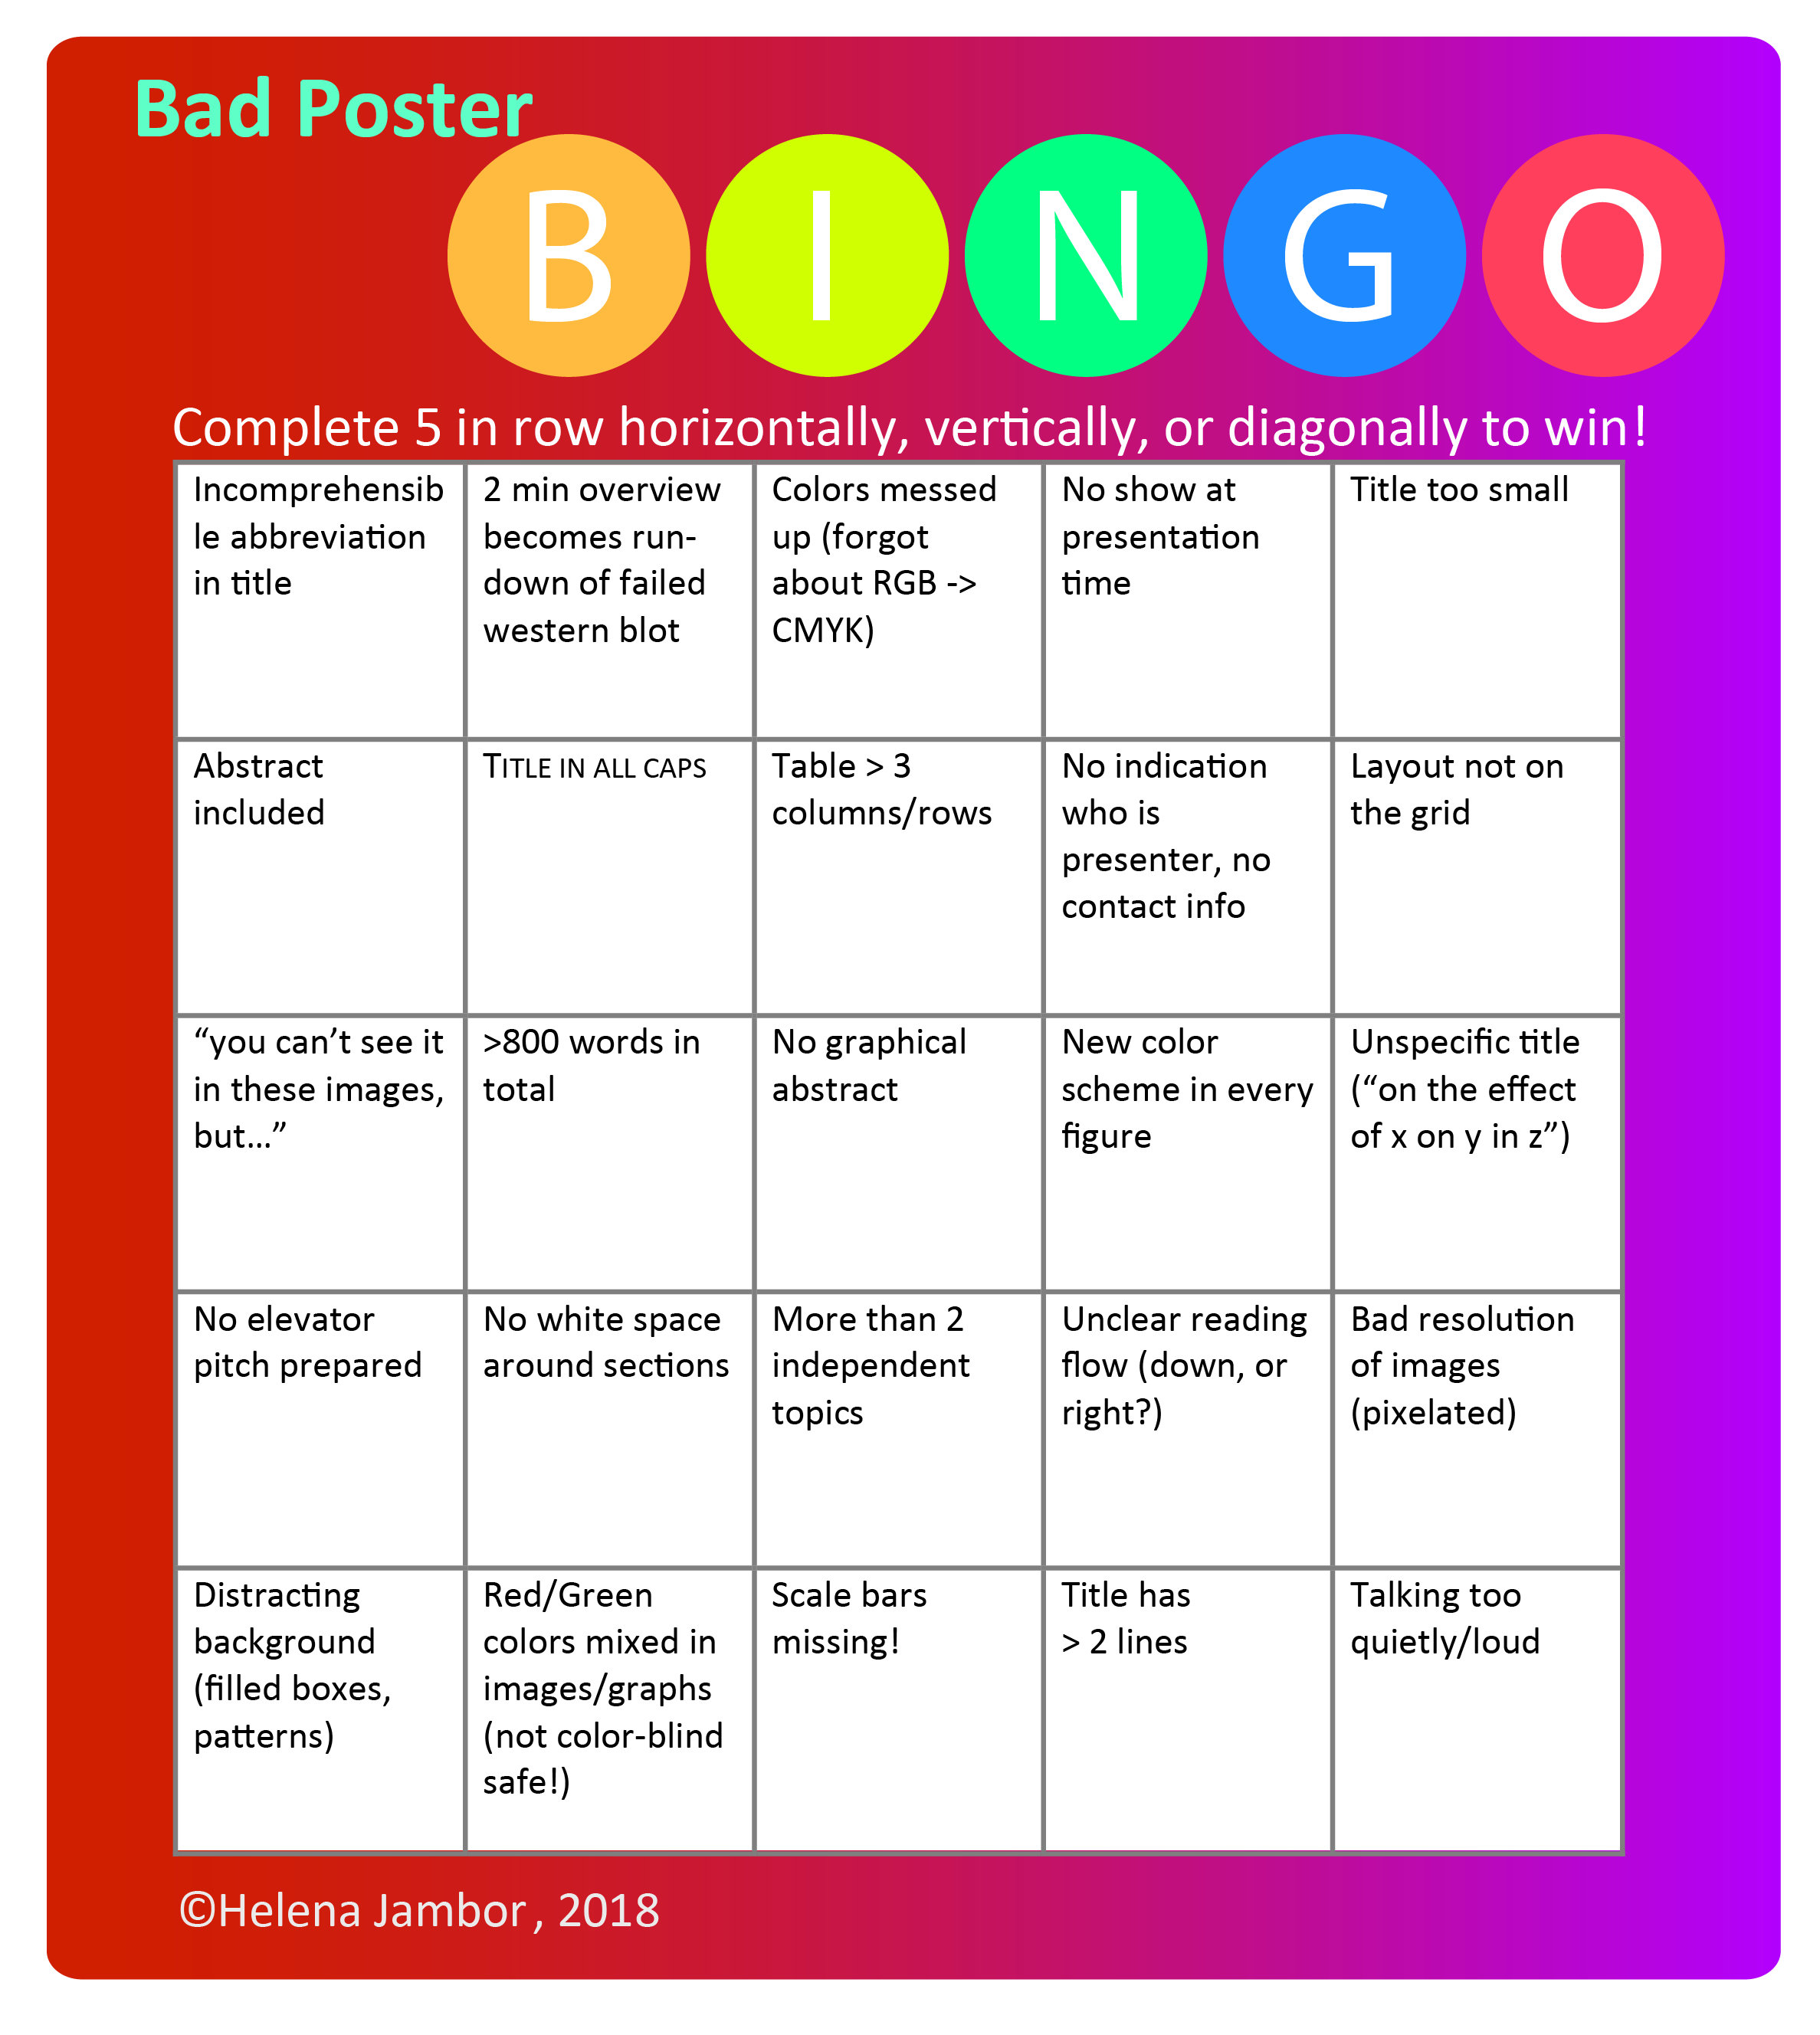 Bad Poster
B I N G O
Complete 5 in row horizontally, vertically, or diagonally to win!
Incomprehensib
le abbreviation
in title
2 min overview
becomes run-
down of failed
western blot
Colors messed
up (forgot
about RGB ->
CMYK)
No show at
presentation
time
Title too small
Abstract
included
TITLE IN ALL CAPS
Table > 3
columns/rows
No indication
who is
presenter, no
contact info
Layout not on
the grid
“you can’t see it
in these images,
but…”
>800 words in
total
No graphical
abstract
New color
scheme in every
figure
Unspecific title
(“on the effect
of x on y in z”)
No elevator
pitch prepared
No white space
around sections
More than 2
independent
topics
Unclear reading
flow (down, or
right?)
Bad resolution
of images
(pixelated)
Distracting
background
(filled boxes,
patterns)
Red/Green
colors mixed in
images/graphs
(not color-blind
safe!)
Scale bars
missing!
Title has
> 2 lines
Talking too
quietly/loud
©Helena Jambor, 2018